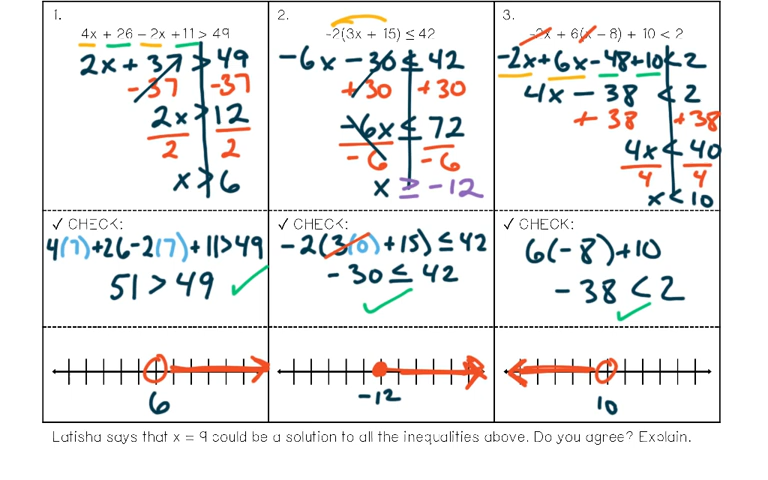 1.
4x + 26 – 2x + 11 > 49
2x + 37 > 49
-37 -37
2x > 12
2 2
x > 6
✓ CHECK:
4(7)+26-2(7)+11>49
51 > 49 ✓
6
2.
-2(3x + 15) ≤ 42
-6x - 30 ≤ 42
+30 +30
-6x ≤ 72
-6 -6
x ≥ -12
✓ CHECK:
-2(3(0)+15) ≤ 42
-30 ≤ 42
✓
-12
3.
-2x + 6(x – 8) + 10 < 2
-2x+6x-48+10<2
4x - 38 < 2
+ 38 +38
4x < 40
4 4
x < 10
✓ CHECK:
6(-8)+10
-38 < 2
✓
10
Latisha says that x = 9 could be a solution to all the inequalities above. Do you agree? Explain.